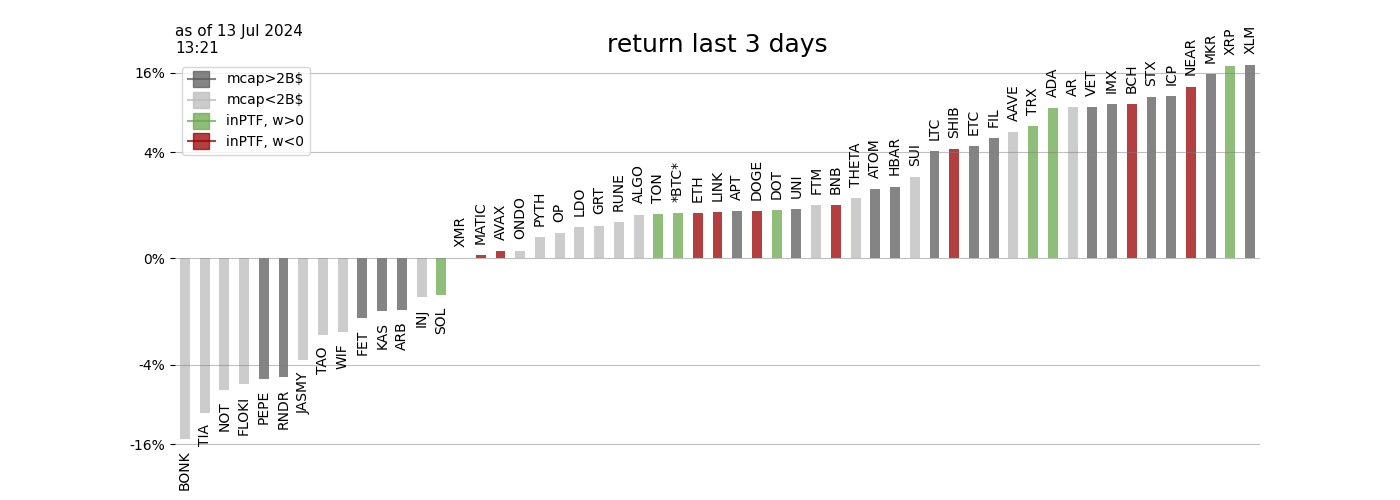 as of 13 Jul 2024
13:21
return last 3 days
mcap>2B$
mcap<2B$
inPTF, w>0
inPTF, w<0
16%
4%
0%
-4%
-16%
BONK
TIA
NOT
FLOKI
PEPE
RNDR
JASMY
TAO
WIF
FET
KAS
ARB
INJ
SOL
XMR
MATIC
AVAX
ONDO
PYTH
OP
LDO
GRT
RUNE
ALGO
TON
*BTC*
ETH
LINK
APT
DOGE
DOT
UNI
FTM
BNB
THETA
ATOM
HBAR
SUI
LTC
SHIB
ETC
FIL
AAVE
TRX
ADA
AR
VET
IMX
BCH
STX
ICP
NEAR
MKR
XRP
XLM